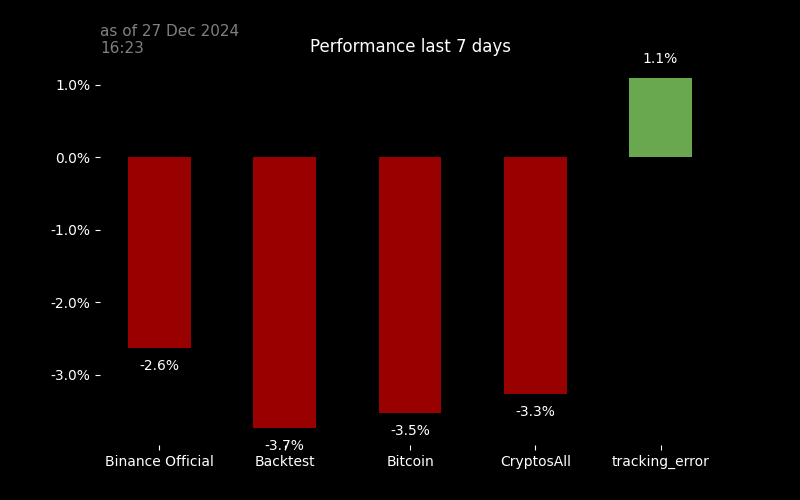 as of 27 Dec 2024
16:23
Performance last 7 days
1.1%
1.0%
0.0%
-1.0%
-2.0%
-3.0%
-2.6%
-3.7%
-3.5%
-3.3%
Binance Official
Backtest
Bitcoin
CryptosAll
tracking_error